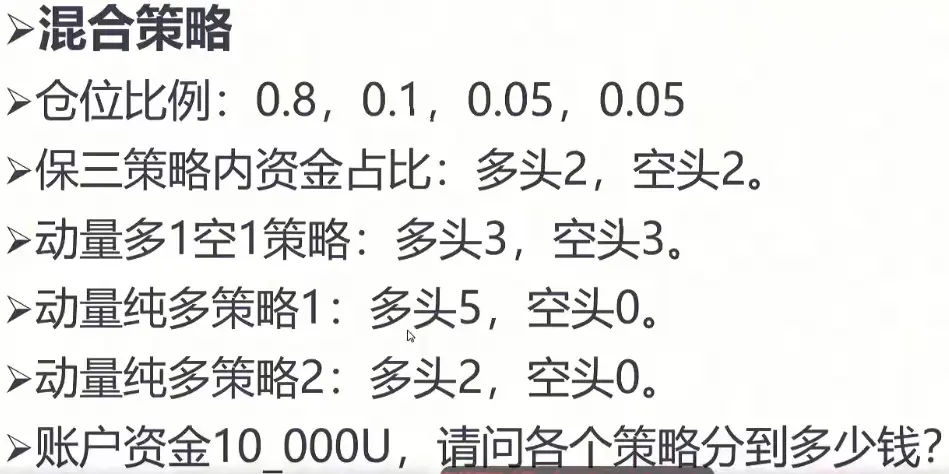 ➢混合策略
➢仓位比例：0.8，0.1，0.05，0.05
➢保三策略内资金占比：多头2，空头2。
➢动量多1空1策略：多头3，空头3。
➢动量纯多策略1：多头5，空头0。
➢动量纯多策略2：多头2，空头0。
➢账户资金10_000U，请问各个策略分到多少钱？